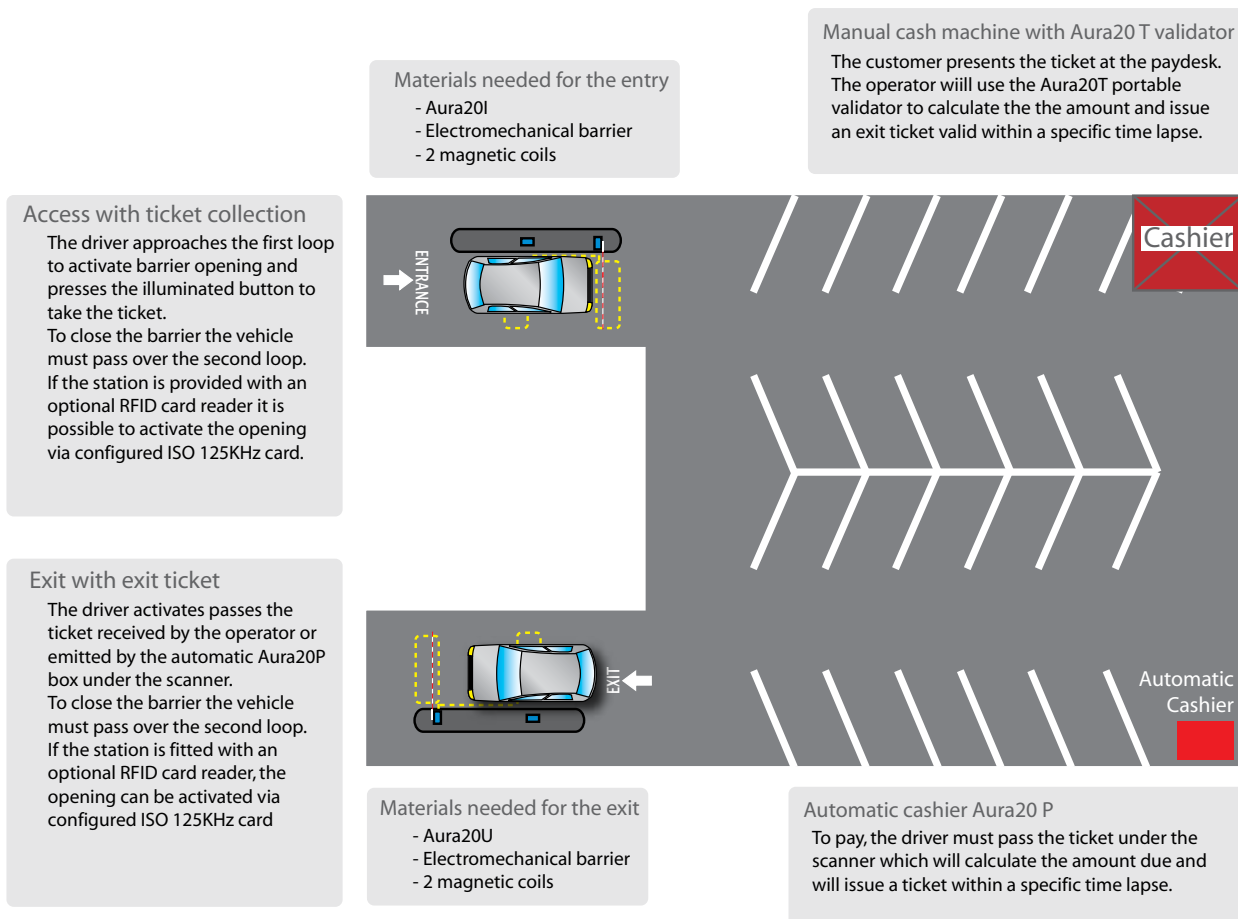 Manual cash machine with Aura20 T validator
The customer presents the ticket at the paydesk.
The operator wiill use the Aura20T portable
validator to calculate the the amount and issue
an exit ticket valid within a specific time lapse.
Materials needed for the entry
- Aura20I
- Electromechanical barrier
- 2 magnetic coils
Access with ticket collection
The driver approaches the first loop
to activate barrier opening and
presses the illuminated button to
take the ticket.
To close the barrier the vehicle
must pass over the second loop.
If the station is provided with an
optional RFID card reader it is
possible to activate the opening
via configured ISO 125KHz card.
ENTRANCE
Cashier
Exit with exit ticket
The driver activates passes the
ticket received by the operator or
emitted by the automatic Aura20P
box under the scanner.
To close the barrier the vehicle
must pass over the second loop.
If the station is fitted with an
optional RFID card reader, the
opening can be activated via
configured ISO 125KHz card
EXIT
Automatic
Cashier
Materials needed for the exit
- Aura20U
- Electromechanical barrier
- 2 magnetic coils
Automatic cashier Aura20 P
To pay, the driver must pass the ticket under the
scanner which will calculate the amount due and
will issue a ticket within a specific time lapse.